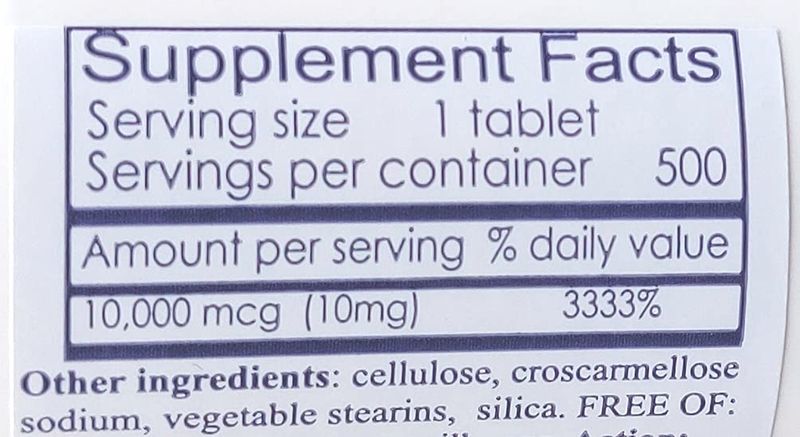 Supplement Facts
Serving size 1 tablet
Servings per container 500
Amount per serving % daily value
10,000 mcg (10mg) 3333%
Other ingredients: cellulose, croscarmellose
sodium, vegetable stearins, silica. FREE OF: